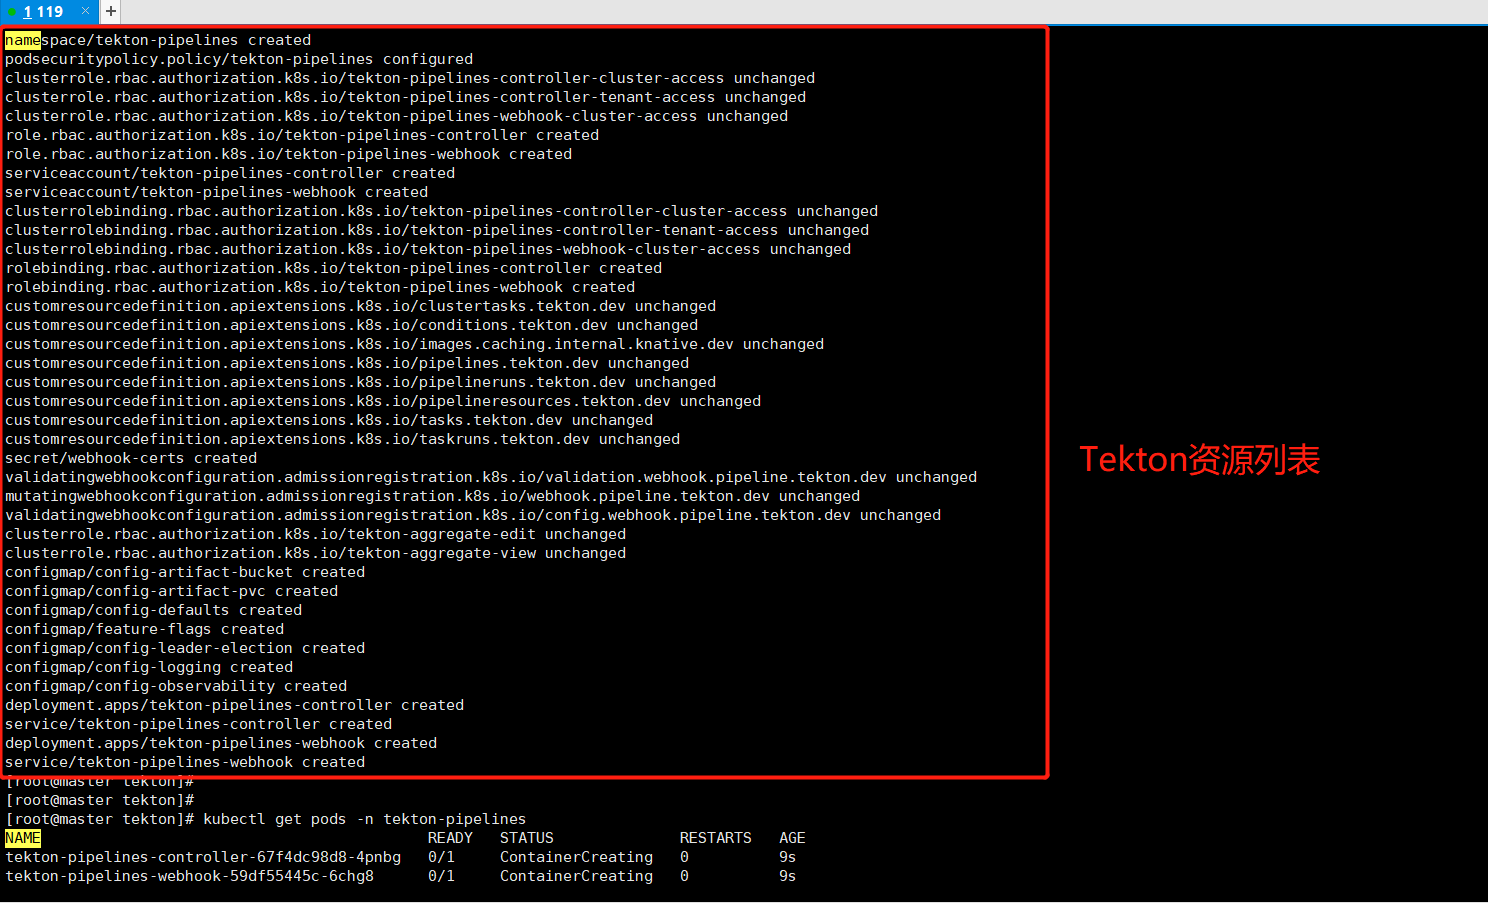 1 119 × +
namespace/tekton-pipelines created
podsecuritypolicy.policy/tekton-pipelines configured
clusterrole.rbac.authorization.k8s.io/tekton-pipelines-controller-cluster-access unchanged
clusterrole.rbac.authorization.k8s.io/tekton-pipelines-controller-tenant-access unchanged
clusterrole.rbac.authorization.k8s.io/tekton-pipelines-webhook-cluster-access unchanged
role.rbac.authorization.k8s.io/tekton-pipelines-controller created
role.rbac.authorization.k8s.io/tekton-pipelines-webhook created
serviceaccount/tekton-pipelines-controller created
serviceaccount/tekton-pipelines-webhook created
clusterrolebinding.rbac.authorization.k8s.io/tekton-pipelines-controller-cluster-access unchanged
clusterrolebinding.rbac.authorization.k8s.io/tekton-pipelines-controller-tenant-access unchanged
clusterrolebinding.rbac.authorization.k8s.io/tekton-pipelines-webhook-cluster-access unchanged
rolebinding.rbac.authorization.k8s.io/tekton-pipelines-controller created
rolebinding.rbac.authorization.k8s.io/tekton-pipelines-webhook created
customresourcedefinition.apiextensions.k8s.io/clustertasks.tekton.dev unchanged
customresourcedefinition.apiextensions.k8s.io/conditions.tekton.dev unchanged
customresourcedefinition.apiextensions.k8s.io/images.caching.internal.knative.dev unchanged
customresourcedefinition.apiextensions.k8s.io/pipelines.tekton.dev unchanged
customresourcedefinition.apiextensions.k8s.io/pipelineruns.tekton.dev unchanged
customresourcedefinition.apiextensions.k8s.io/pipelineresources.tekton.dev unchanged
customresourcedefinition.apiextensions.k8s.io/tasks.tekton.dev unchanged
customresourcedefinition.apiextensions.k8s.io/taskruns.tekton.dev unchanged
secret/webhook-certs created
validatingwebhookconfiguration.admissionregistration.k8s.io/validation.webhook.pipeline.tekton.dev unchanged
mutatingwebhookconfiguration.admissionregistration.k8s.io/webhook.pipeline.tekton.dev unchanged
validatingwebhookconfiguration.admissionregistration.k8s.io/config.webhook.pipeline.tekton.dev unchanged
clusterrole.rbac.authorization.k8s.io/tekton-aggregate-edit unchanged
clusterrole.rbac.authorization.k8s.io/tekton-aggregate-view unchanged
configmap/config-artifact-bucket created
configmap/config-artifact-pvc created
configmap/config-defaults created
configmap/feature-flags created
configmap/config-leader-election created
configmap/config-logging created
configmap/config-observability created
deployment.apps/tekton-pipelines-controller created
service/tekton-pipelines-controller created
deployment.apps/tekton-pipelines-webhook created
service/tekton-pipelines-webhook created
Tekton资源列表
[root@master tekton]#
[root@master tekton]#
[root@master tekton]# kubectl get pods -n tekton-pipelines
NAME READY STATUS RESTARTS AGE
tekton-pipelines-controller-67f4dc98d8-4pnbg 0/1 ContainerCreating 0 9s
tekton-pipelines-webhook-59df55445c-6chg8 0/1 ContainerCreating 0 9s